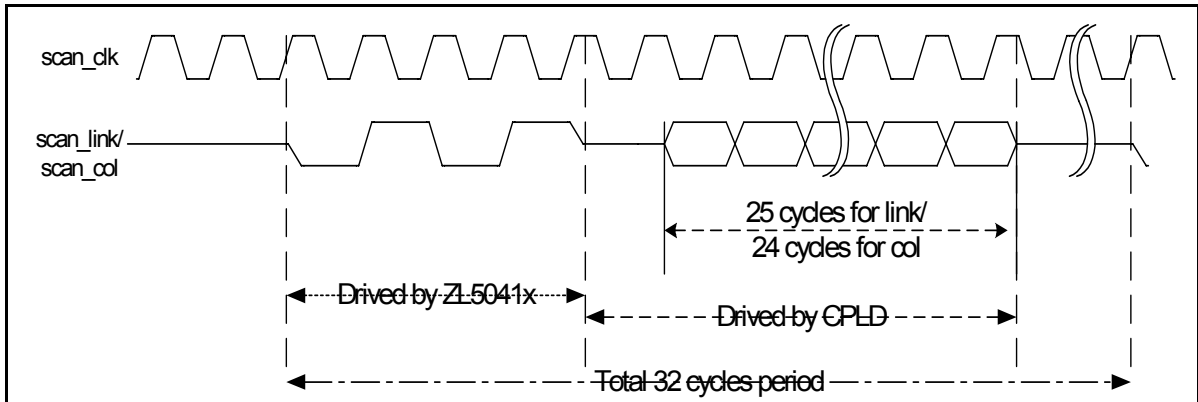 scan_clk
scan_link/
scan_col
25 cycles for link/
24 cycles for col
Drived by ZL5041x
Drived by CPLD
Total 32 cycles period